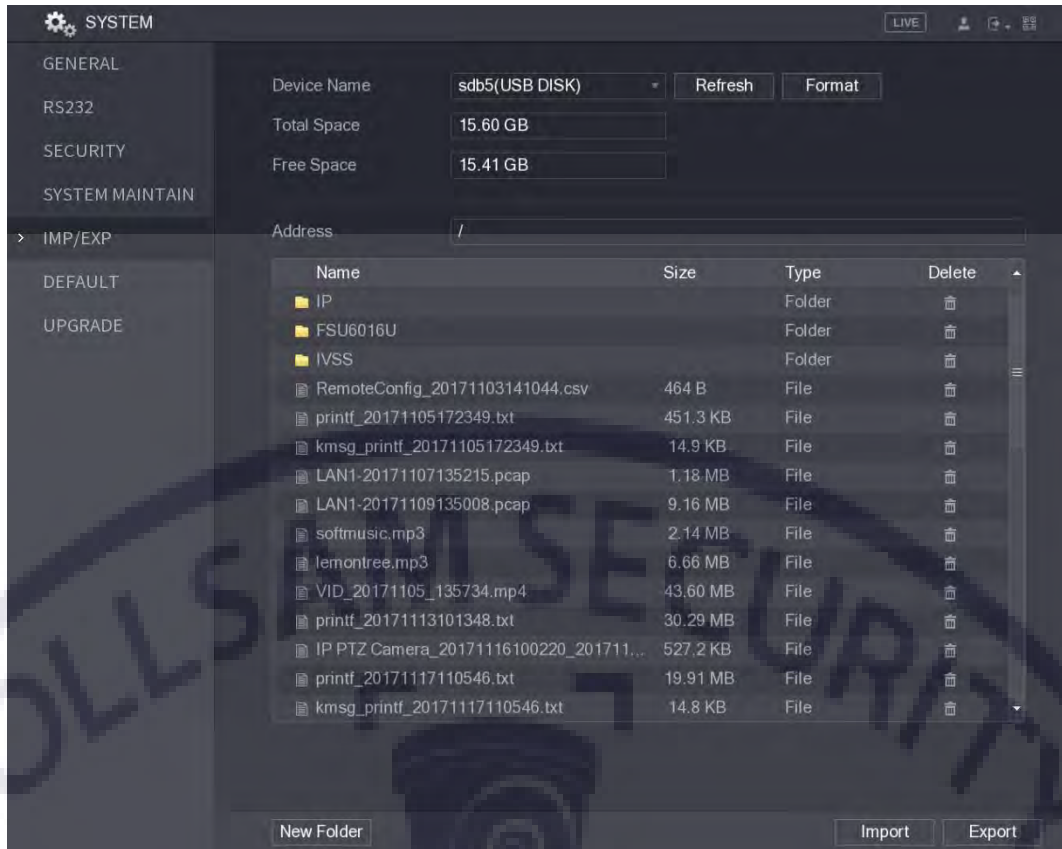 SYSTEM
LIVE
GENERAL
RS232
SECURITY
SYSTEM MAINTAIN
IMP/EXP
DEFAULT
UPGRADE
Device Name sdb5(USB DISK) Refresh Format
Total Space 15.60 GB
Free Space 15.41 GB
Address /
Name Size Type Delete
IP Folder
FSU6016U Folder
IVSS Folder
RemoteConfig_20171103141044.csv 464 B File
printf_20171105172349.txt 451.3 KB File
kmsg_printf_20171105172349.txt 14.9 KB File
LAN1-20171107135215.pcap 1.18 MB File
LAN1-20171109135008.pcap 9.16 MB File
softmusic.mp3 2.14 MB File
lemontree.mp3 6.66 MB File
VID_20171105_135734.mp4 43.60 MB File
printf_20171113101348.txt 30.29 MB File
IP PTZ Camera_20171116100220_201711... 527.2 KB File
printf_20171117110546.txt 19.91 MB File
kmsg_printf_20171117110546.txt 14.8 KB File
New Folder Import Export